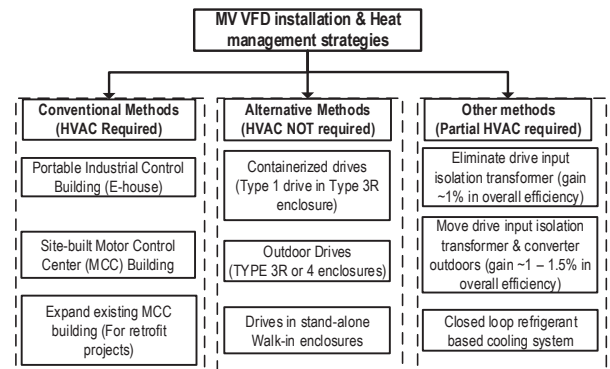 MV VFD installation & Heat
management strategies
Conventional Methods
(HVAC Required)
Portable Industrial Control
Building (E-house)
Site-built Motor Control
Center (MCC) Building
Expand existing MCC
building (For retrofit
projects)
Alternative Methods
(HVAC NOT required)
Containerized drives
(Type 1 drive in Type 3R
enclosure)
Outdoor Drives
(TYPE 3R or 4 enclosures)
Drives in stand-alone
Walk-in enclosures
Other methods
(Partial HVAC required)
Eliminate drive input
isolation transformer (gain
~1% in overall efficiency)
Move drive input isolation
transformer & converter
outdoors (gain ~1 – 1.5% in
overall efficiency)
Closed loop refrigerant
based cooling system